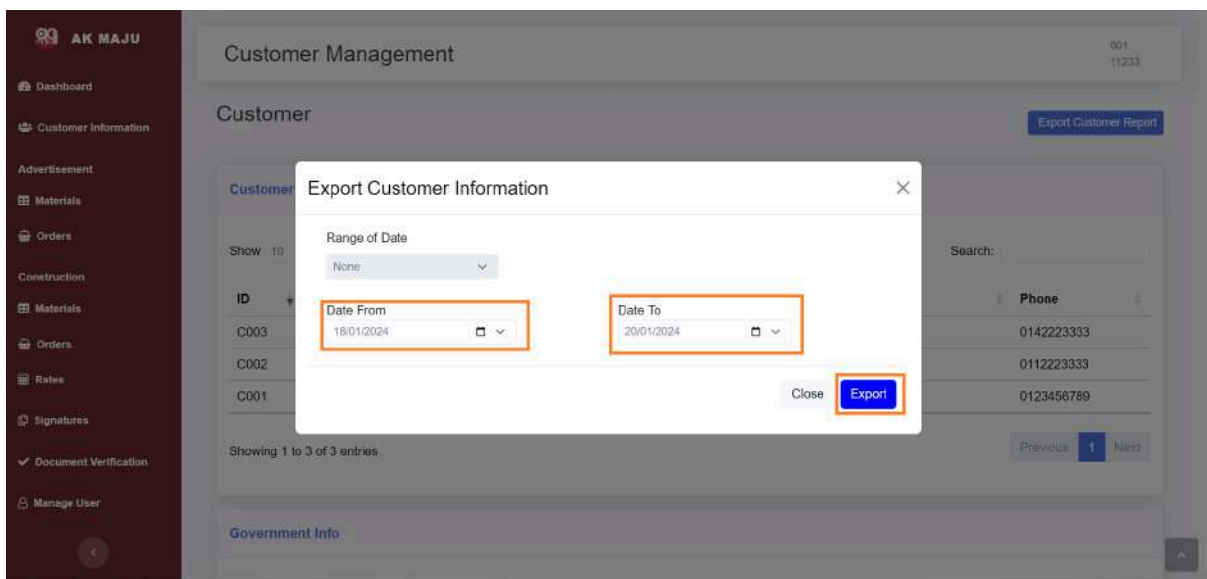 AK MAJU
Dashboard
Customer Information
Advertisement
Materials
Orders
Construction
Materials
Orders
Rates
Signatures
Document Verification
Manage User
Customer Management
001
11233
Customer
Export Customer Report
Customer
Show 10
Search:
ID
Phone
C003
0142223333
C002
0112223333
C001
0123456789
Showing 1 to 3 of 3 entries
Previous 1 Next
Government Info
Export Customer Information
Range of Date
None
Date From
Date To
18/01/2024
20/01/2024
Close
Export